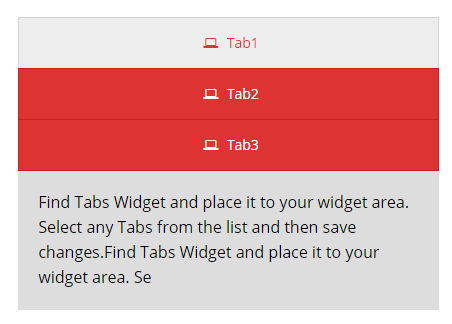 Tab1
Tab2
Tab3
Find Tabs Widget and place it to your widget area.
Select any Tabs from the list and then save
changes.Find Tabs Widget and place it to your
widget area. Se